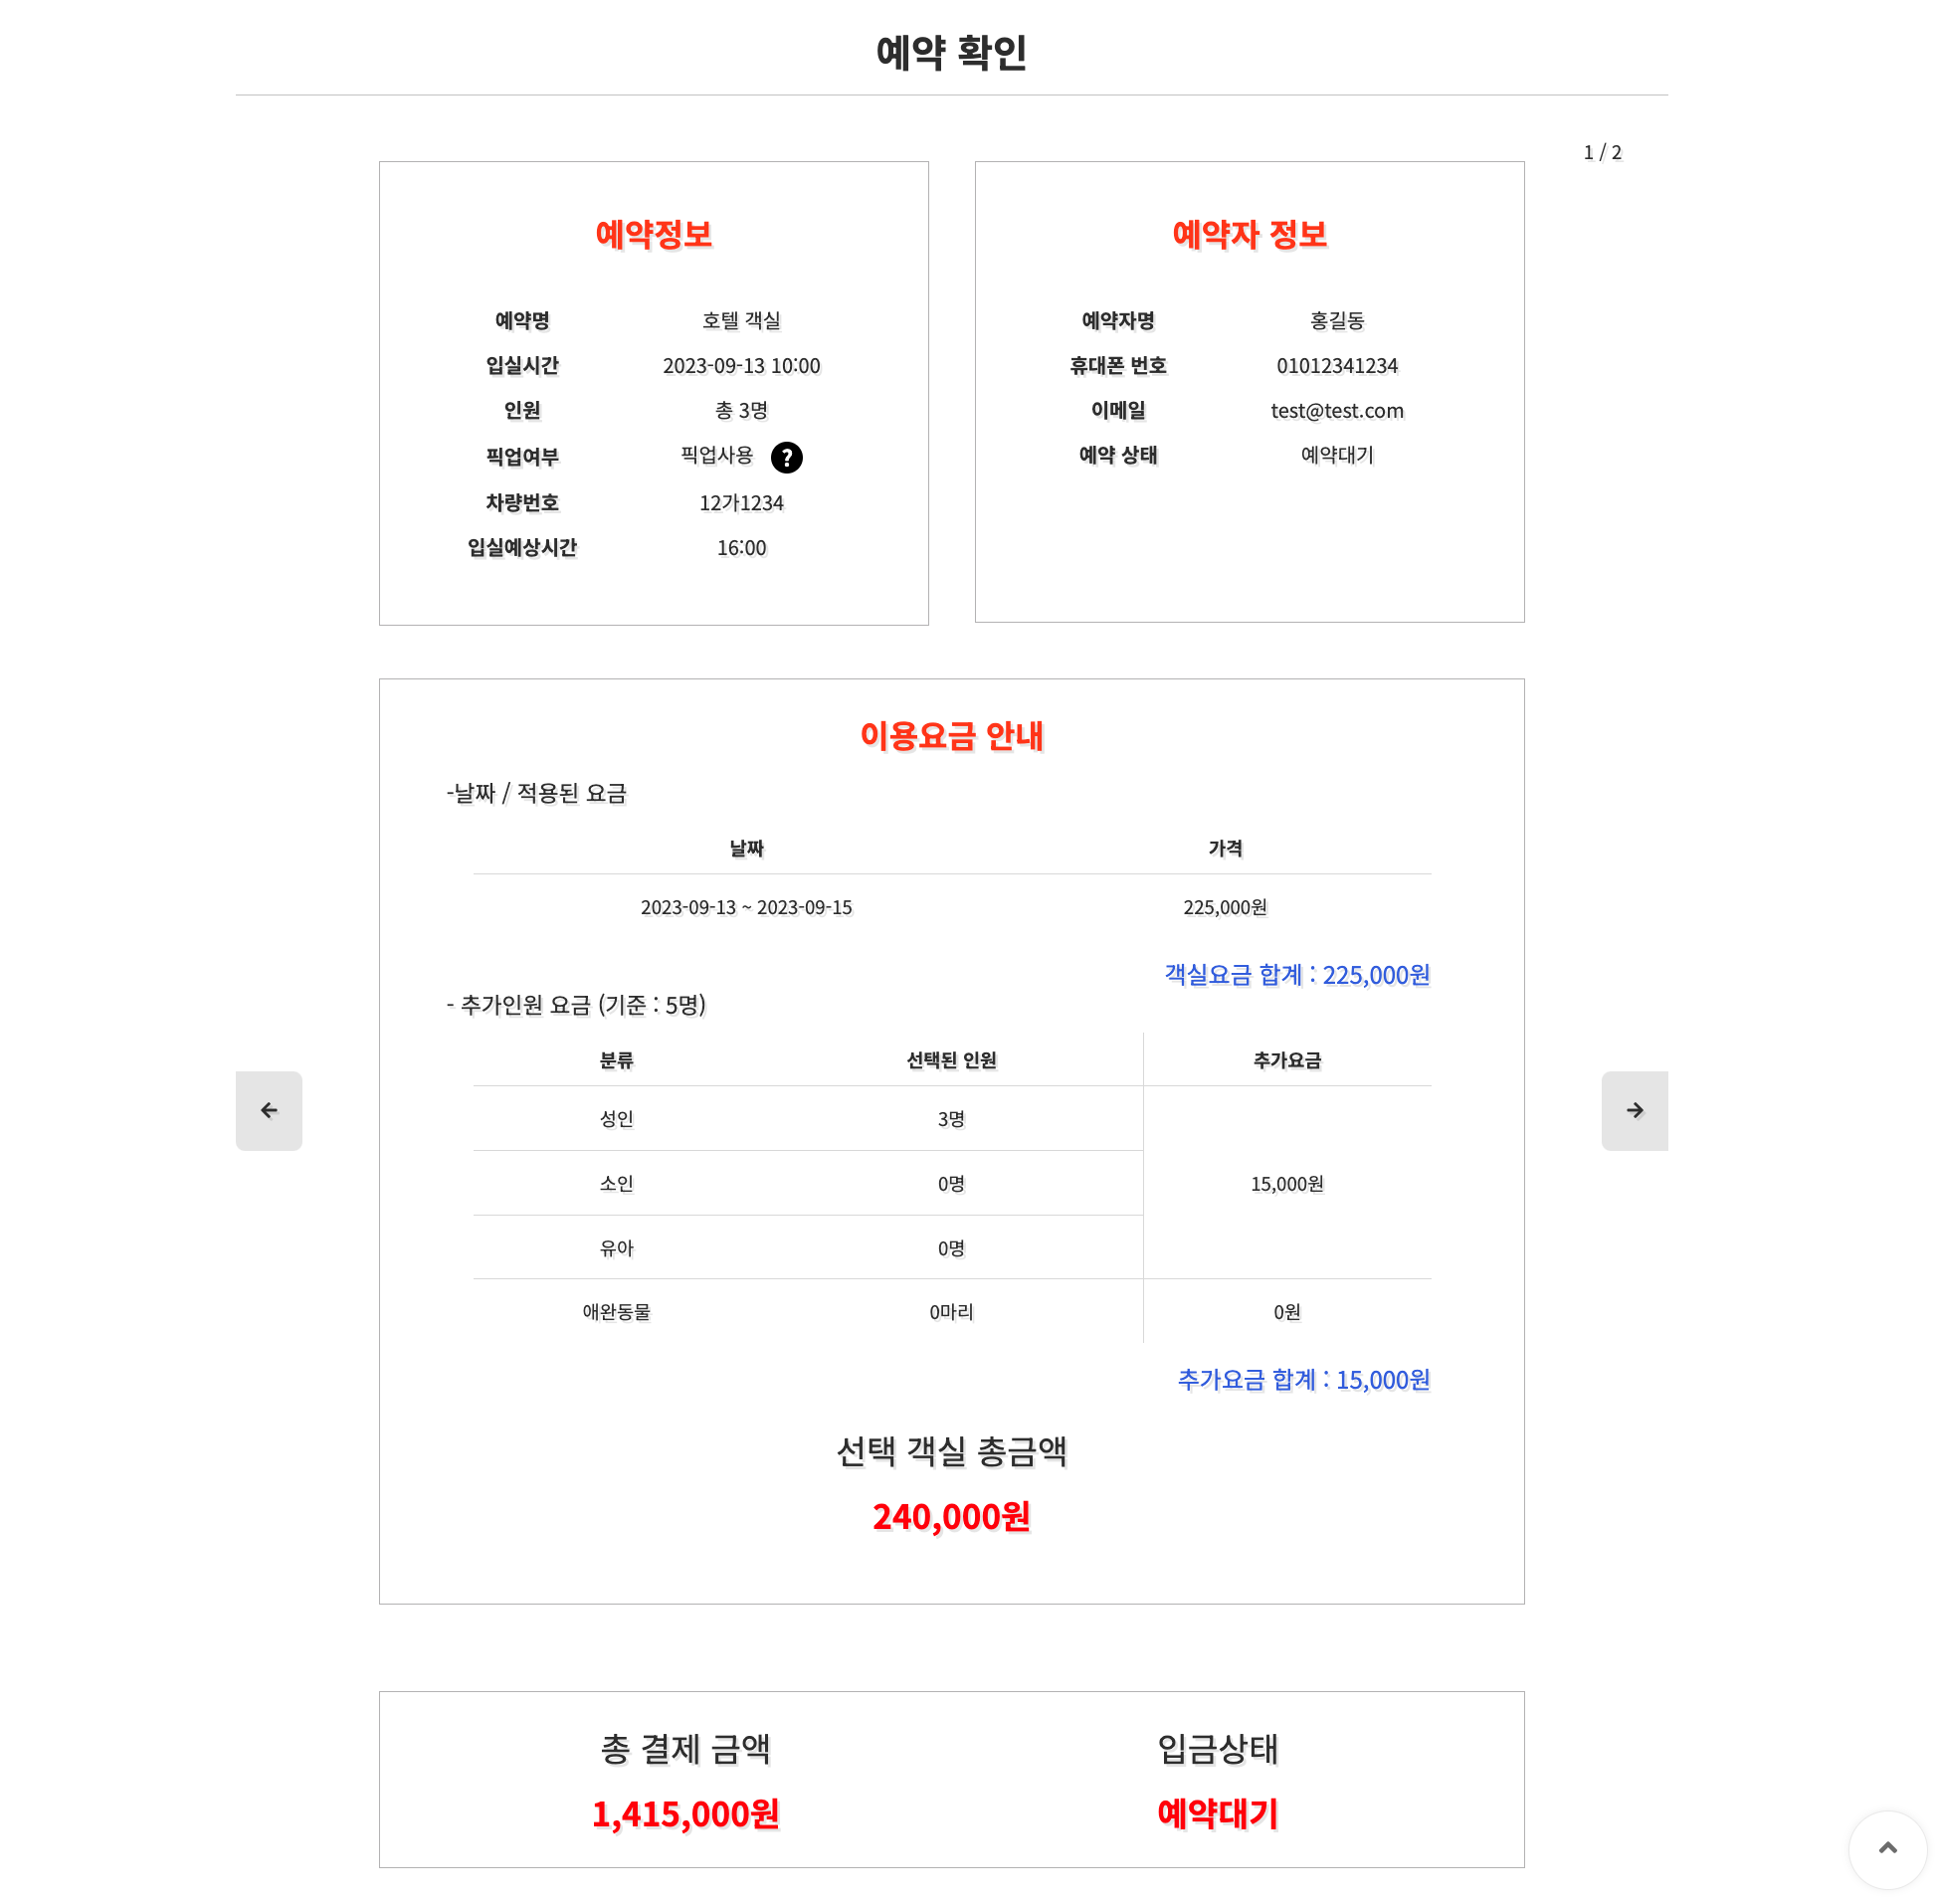 예약 확인
1 / 2
예약정보
예약명 호텔 객실
입실시간 2023-09-13 10:00
인원 총 3명
픽업여부 픽업사용 ?
차량번호 12가1234
입실예상시간 16:00
예약자 정보
예약자명 홍길동
휴대폰 번호 01012341234
이메일 test@test.com
예약 상태 예약대기
이용요금 안내
-날짜 / 적용된 요금
날짜 가격
2023-09-13 ~ 2023-09-15 225,000원
객실요금 합계 : 225,000원
- 추가인원 요금 (기준 : 5명)
분류 선택된 인원 추가요금
성인 3명
소인 0명 15,000원
유아 0명
애완동물 0마리 0원
추가요금 합계 : 15,000원
선택 객실 총금액
240,000원
총 결제 금액 입금상태
1,415,000원 예약대기